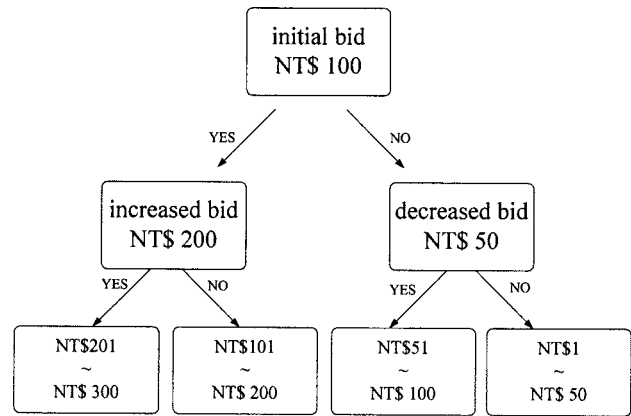 initial bid
NT$ 100
YES
NO
increased bid
NT$ 200
decreased bid
NT$ 50
YES
NO
YES
NO
NT$201
~
NT$ 300
NT$101
~
NT$ 200
NT$51
~
NT$ 100
NT$1
~
NT$ 50